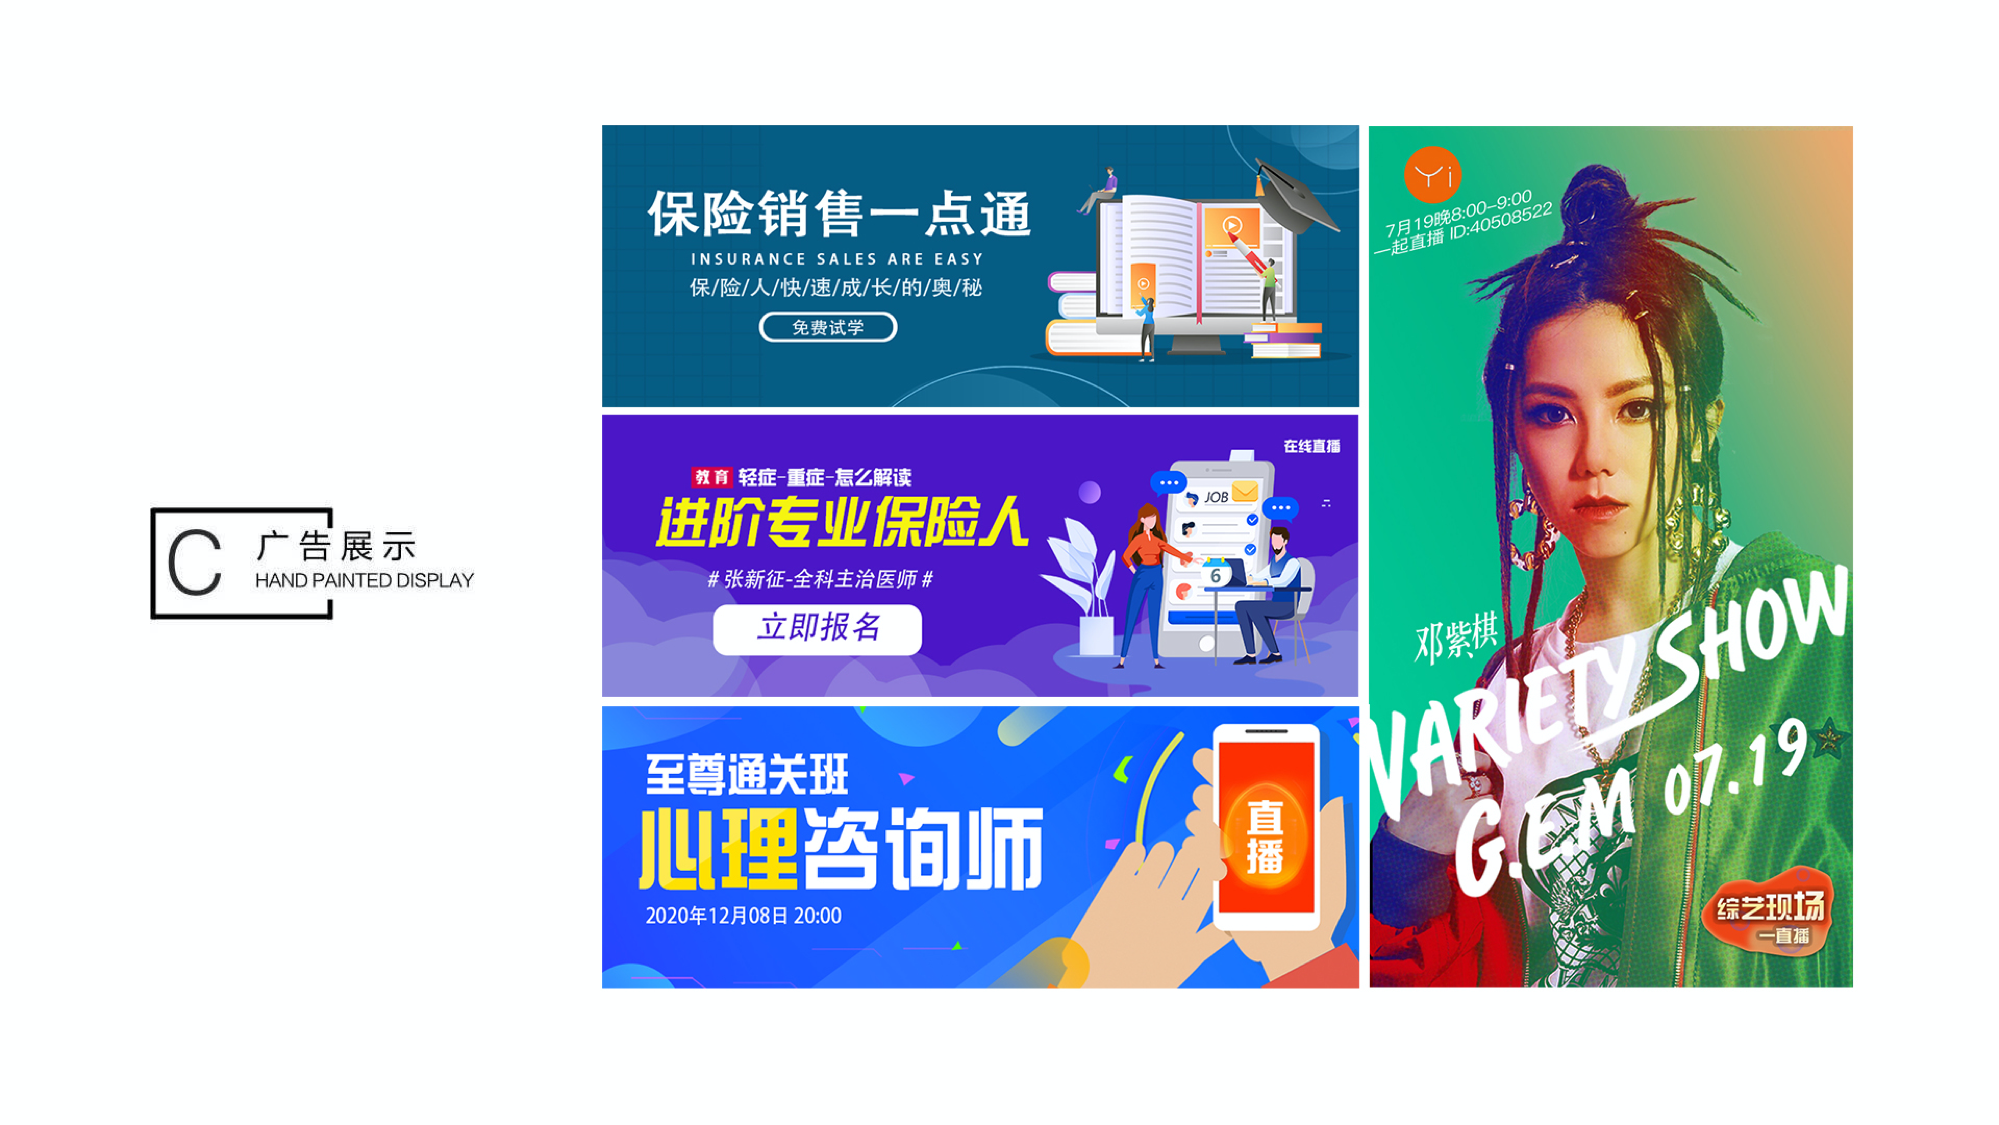 C
广告展示
HAND PAINTED DISPLAY
保险销售一点通
INSURANCE SALES ARE EASY
保/险/人/快/速/成/长/的/奥/秘
免费试学
在线直播
教育 轻症-重症-怎么解读
进阶专业保险人
#张新征-全科主治医师#
立即报名
JOB
6
至尊通关班
心理咨询师
2020年12月08日 20:00
直播
Yi
7月19晚8:00-9:00
一起直播 ID:40508522
邓紫棋
VARIETY SHOW
G.E.M 07.19
综艺现场
一直播